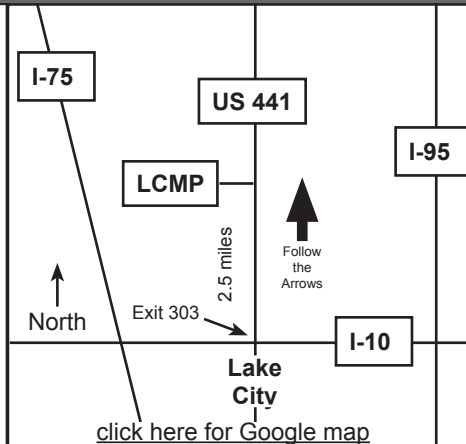 I-75
US 441
I-95
LCMP
2.5 miles
Follow
the
Arrows
North
Exit 303
I-10
Lake
City
click here for Google map